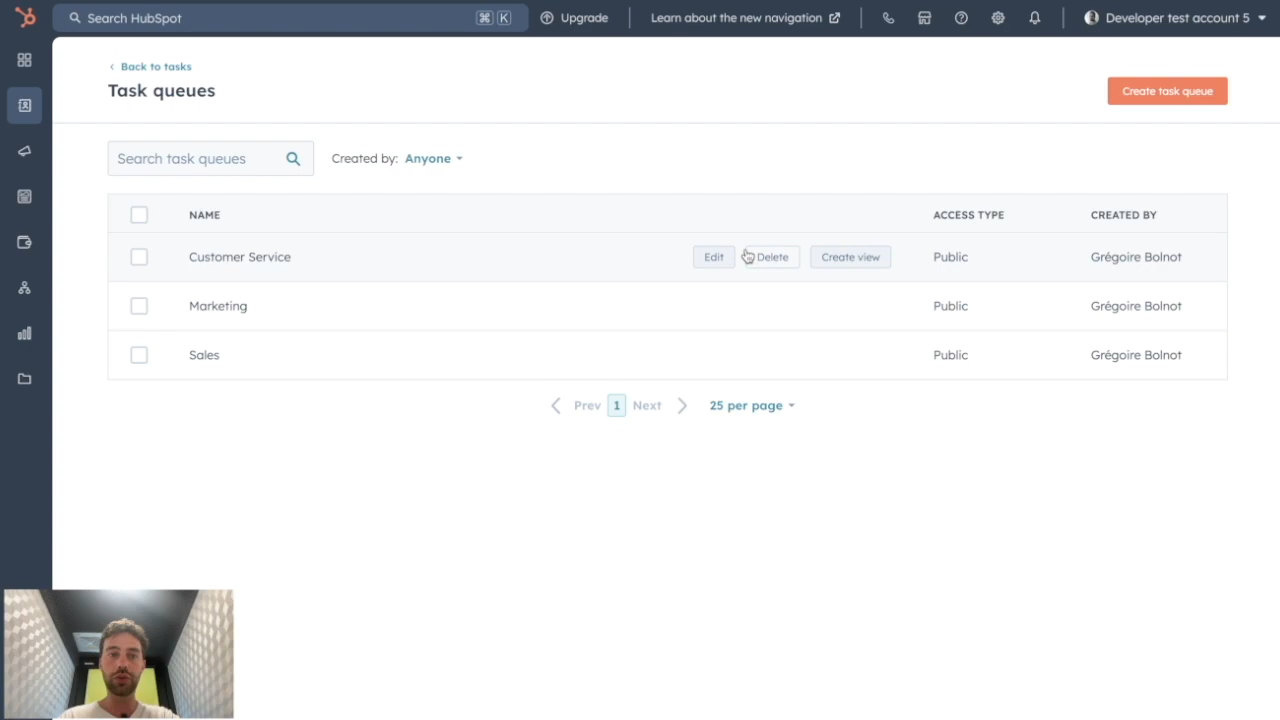 Search HubSpot
⌘ K
Upgrade
Learn about the new navigation
Developer test account 5
Back to tasks
Task queues
Create task queue
Search task queues
Created by: Anyone
NAME
ACCESS TYPE
CREATED BY
Customer Service
Edit
Delete
Create view
Public
Grégoire Bolnot
Marketing
Public
Grégoire Bolnot
Sales
Public
Grégoire Bolnot
Prev 1 Next
25 per page